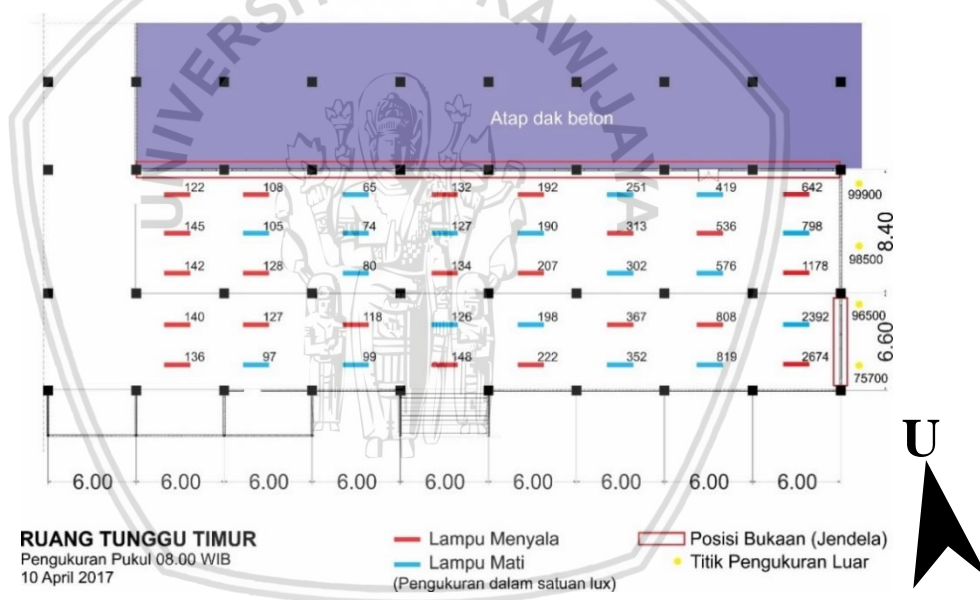 UNIVERSITAS BRAWIJAYA
Atap dak beton
122 108 65 132 192 251 419 642 99900
145 105 74 127 190 313 536 798 98500
142 128 80 134 207 302 576 1178
8.40
140 127 118 126 198 367 808 2392 96500
136 97 99 148 222 352 819 2674 75700
6.60
6.00 6.00 6.00 6.00 6.00 6.00 6.00 6.00 6.00
U
RUANG TUNGGU TIMUR
Pengukuran Pukul 08.00 WIB
10 April 2017
Lampu Menyala
Lampu Mati
(Pengukuran dalam satuan lux)
Posisi Bukaan (Jendela)
Titik Pengukuran Luar